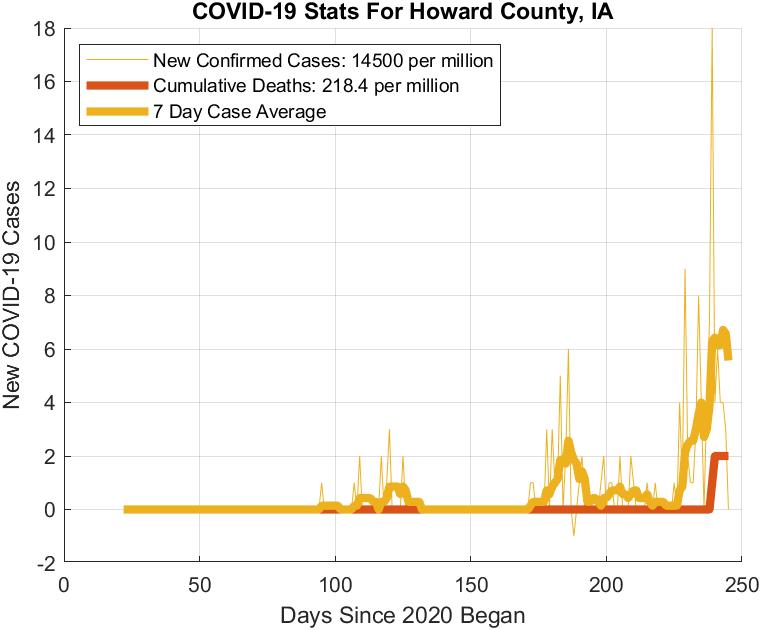 COVID-19 Stats For Howard County, IA
New Confirmed Cases: 14500 per million
Cumulative Deaths: 218.4 per million
7 Day Case Average
New COVID-19 Cases
18
16
14
12
10
8
6
4
2
0
-2
0 50 100 150 200 250
Days Since 2020 Began